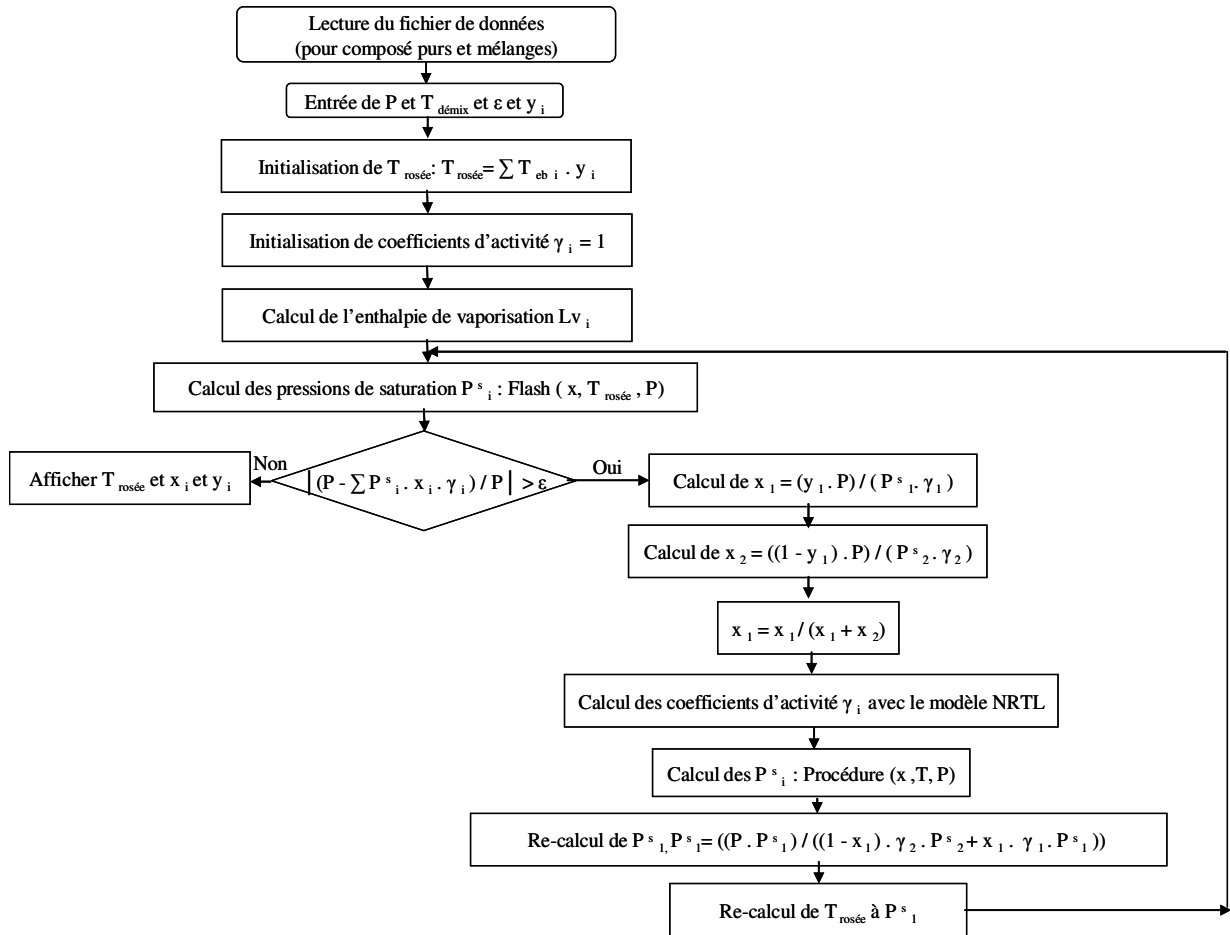 Lecture du fichier de données
(pour composé purs et mélanges)
Entrée de P et T démix et ε et y i
Initialisation de T rosée: T rosée= ∑ T eb i . y i
Initialisation de coefficients d'activité γ i = 1
Calcul de l'enthalpie de vaporisation Lv i
Calcul des pressions de saturation P s i : Flash ( x, T rosée , P)
Afficher T rosée et x i et y i
Non
|(P - ∑ P s i . x i . γ i ) / P| > ε
Oui
Calcul de x 1 = (y 1 . P) / ( P s 1. γ 1 )
Calcul de x 2 = ((1 - y 1 ) . P) / ( P s 2 . γ 2 )
x 1 = x 1 / (x 1 + x 2)
Calcul des coefficients d'activité γ i avec le modèle NRTL
Calcul des P s i : Procédure (x ,T, P)
Re-calcul de P s 1, P s 1= ((P . P s 1 ) / ((1 - x 1 ) . γ 2 . P s 2 + x 1 . γ 1 . P s 1 ))
Re-calcul de T rosée à P s 1